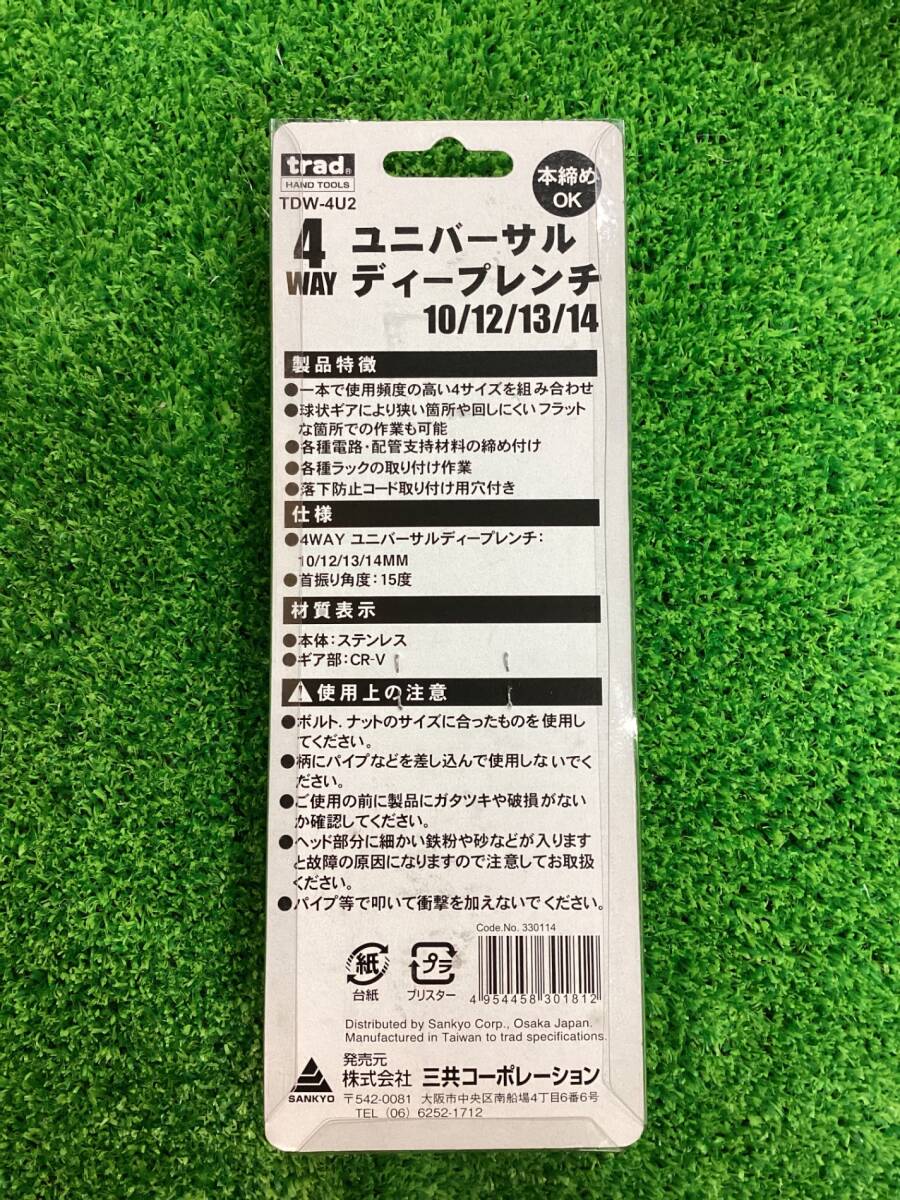 trad.®
HAND TOOLS
TDW-4U2
本締め
OK
4
WAY
ユニバーサル
ディープレンチ
10/12/13/14
製品特徴
●一本で使用頻度の高い4サイズを組み合わせ
●球状ギアにより狭い箇所や回しにくいフラット
な箇所での作業も可能
●各種電路・配管支持材料の締め付け
●各種ラックの取り付け作業
●落下防止コード取り付け用穴付き
仕様
●4WAY ユニバーサルディープレンチ:
10/12/13/14MM
●首振り角度:15度
材質表示
●本体:ステンレス
●ギア部:CR-V
使用上の注意
●ボルト、ナットのサイズに合ったものを使用し
てください。
●柄にパイプなどを差し込んで使用しないでく
ださい。
●ご使用の前に製品にガタツキや破損がない
か確認してください。
●ヘッド部分に細かい鉄粉や砂などが入ります
と故障の原因になりますので注意してお取扱
ください。
●パイプ等で叩いて衝撃を加えないでください。
Code.No. 330114
紙
台紙
プラ
ブリスター
4 954458 301812
Distributed by Sankyo Corp., Osaka Japan.
Manufactured in Taiwan to trad specifications.
SANKYO
発売元
株式会社 三共コーポレーション
〒542-0081 大阪市中央区南船場4丁目6番6号
TEL (06) 6252-1712